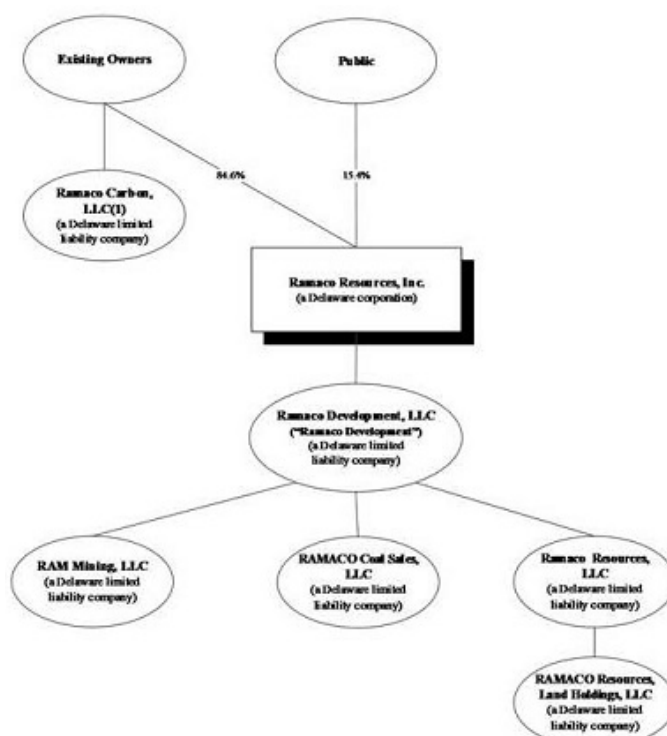 Existing Owners
Public
84.6%
15.4%
Ramaco Carbon,
LLC(1)
(a Delaware limited
liability company)
Ramaco Resources, Inc.
(a Delaware corporation)
Ramaco Development, LLC
("Ramaco Development")
(a Delaware limited
liability company)
RAM Mining, LLC
(a Delaware limited
liability company)
RAMACO Coal Sales,
LLC
(a Delaware limited
liability company)
Ramaco Resources,
LLC
(a Delaware limited
liability company)
RAMACO Resources,
Land Holdings, LLC
(a Delaware limited
liability company)